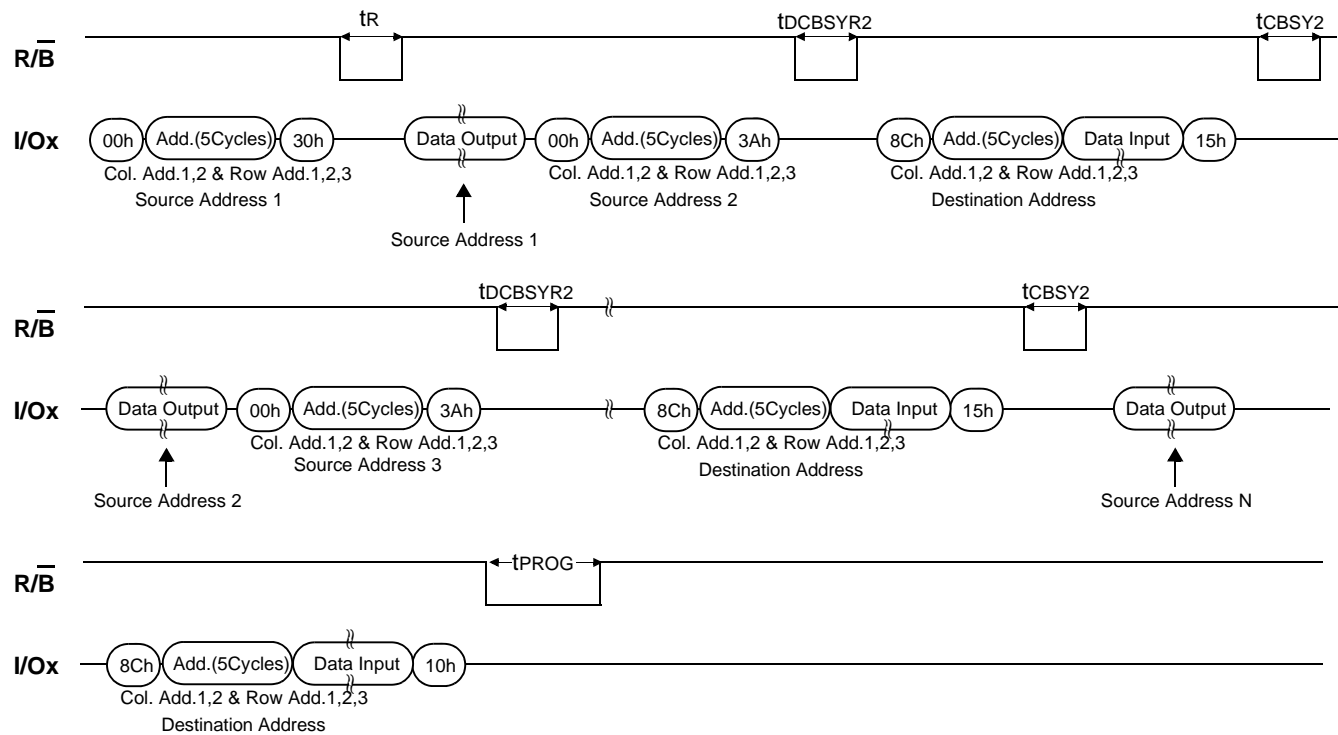 tR tDCBSYR2 tCBSY2
R/B̅
I/Ox 00h Add.(5Cycles) 30h Data Output 00h Add.(5Cycles) 3Ah 8Ch Add.(5Cycles) Data Input 15h
Col. Add.1,2 & Row Add.1,2,3 Col. Add.1,2 & Row Add.1,2,3 Col. Add.1,2 & Row Add.1,2,3
Source Address 1 Source Address 2 Destination Address
Source Address 1
tDCBSYR2 tCBSY2
R/B̅
I/Ox Data Output 00h Add.(5Cycles) 3Ah 8Ch Add.(5Cycles) Data Input 15h Data Output
Col. Add.1,2 & Row Add.1,2,3 Col. Add.1,2 & Row Add.1,2,3
Source Address 3 Destination Address
Source Address 2 Source Address N
tPROG
R/B̅
I/Ox 8Ch Add.(5Cycles) Data Input 10h
Col. Add.1,2 & Row Add.1,2,3
Destination Address